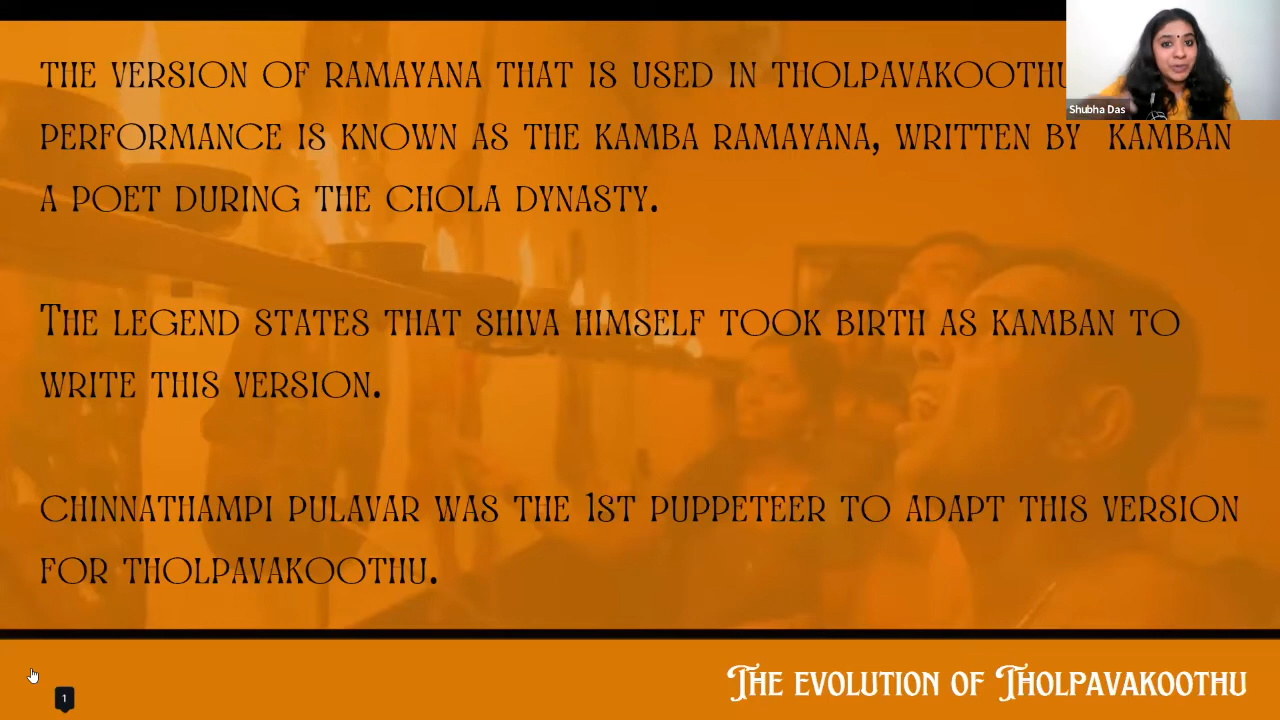 THE VERSION OF RAMAYANA THAT IS USED IN THOLPAVAKOOTHU
PERFORMANCE IS KNOWN AS THE KAMBA RAMAYANA, WRITTEN BY KAMBAN
A POET DURING THE CHOLA DYNASTY.
THE LEGEND STATES THAT SHIVA HIMSELF TOOK BIRTH AS KAMBAN TO
WRITE THIS VERSION.
CHINNATHAMPI PULAVAR WAS THE 1ST PUPPETEER TO ADAPT THIS VERSION
FOR THOLPAVAKOOTHU.
THE EVOLUTION OF THOLPAVAKOOTHU
Shubha Das
1